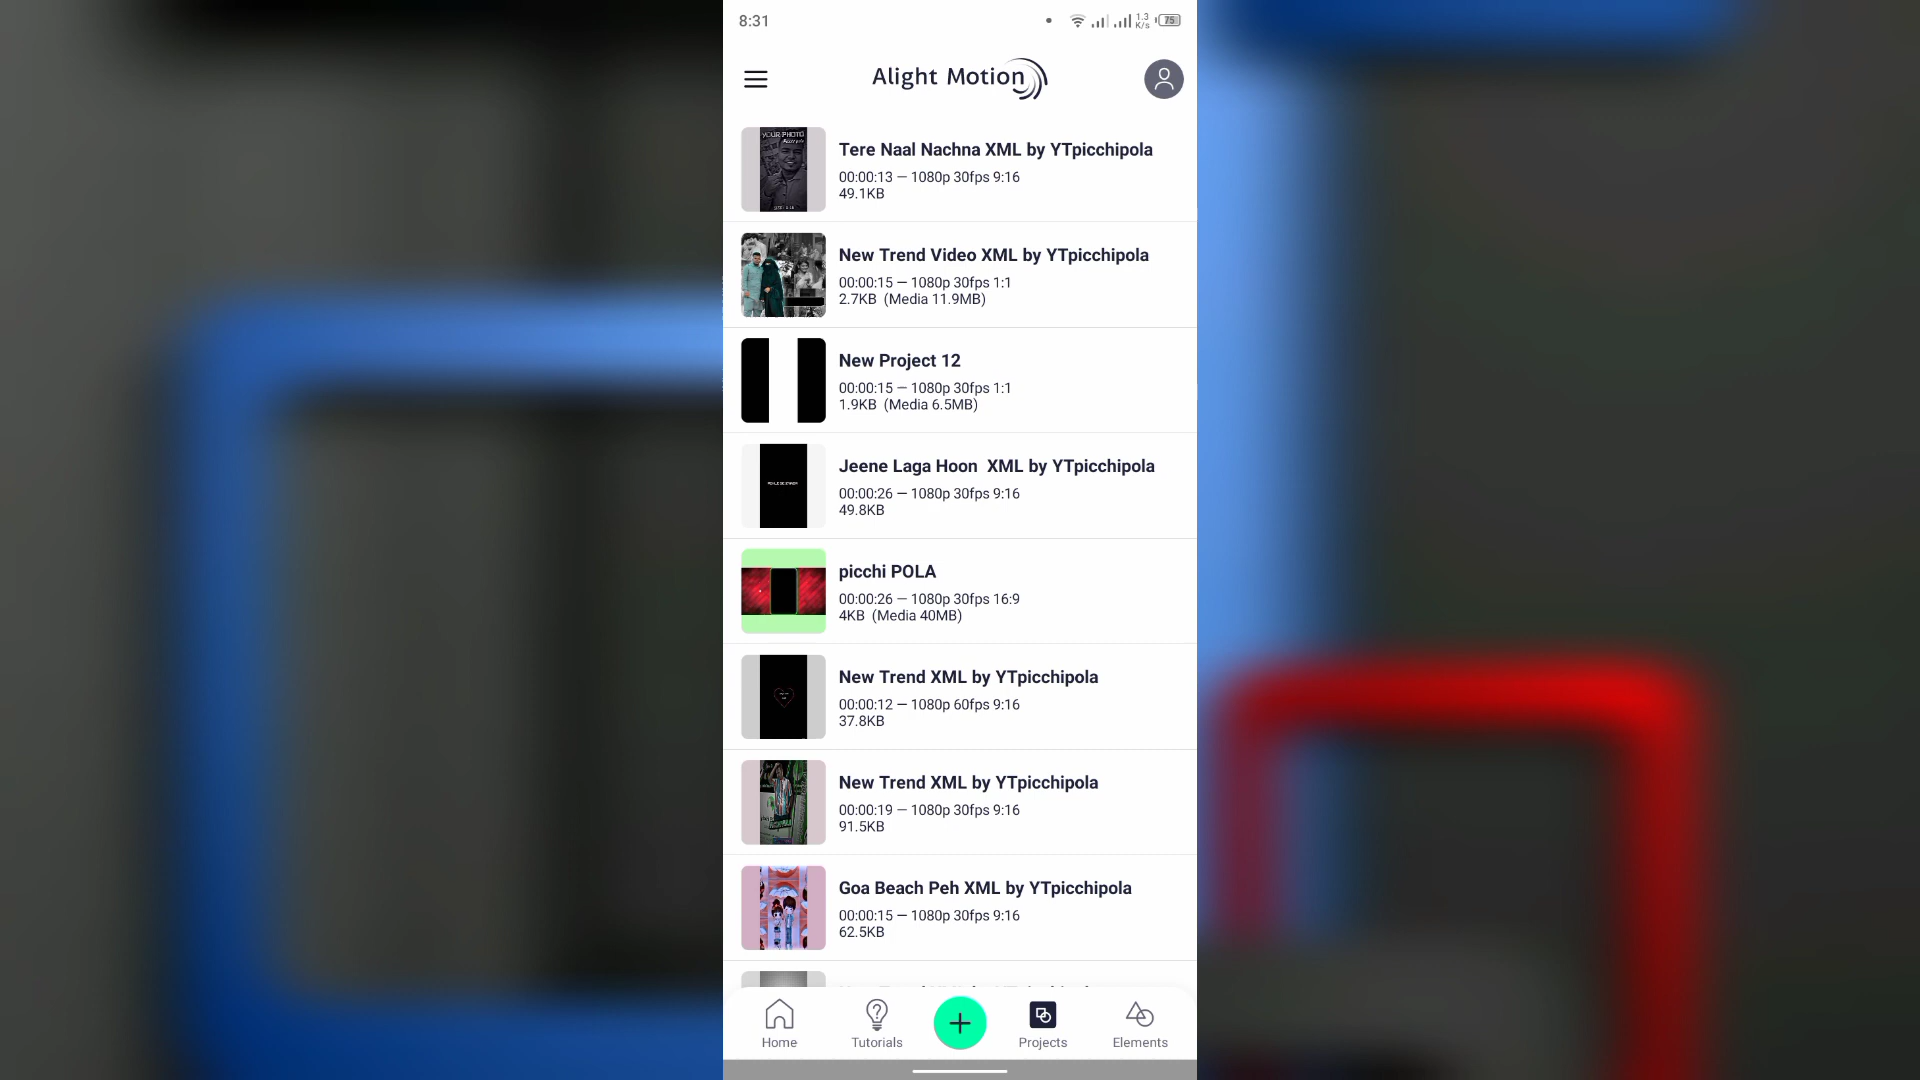 8:31
1.3
K/s
75
Alight Motion
YOUR PHOTO
Tere Naal Nachna XML by YTpicchipola
00:00:13 — 1080p 30fps 9:16
49.1KB
New Trend Video XML by YTpicchipola
00:00:15 — 1080p 30fps 1:1
2.7KB (Media 11.9MB)
New Project 12
00:00:15 — 1080p 30fps 1:1
1.9KB (Media 6.5MB)
Jeene Laga Hoon XML by YTpicchipola
00:00:26 — 1080p 30fps 9:16
49.8KB
picchi POLA
00:00:26 — 1080p 30fps 16:9
4KB (Media 40MB)
New Trend XML by YTpicchipola
00:00:12 — 1080p 60fps 9:16
37.8KB
New Trend XML by YTpicchipola
00:00:19 — 1080p 30fps 9:16
91.5KB
Goa Beach Peh XML by YTpicchipola
00:00:15 — 1080p 30fps 9:16
62.5KB
Home
Tutorials
Projects
Elements